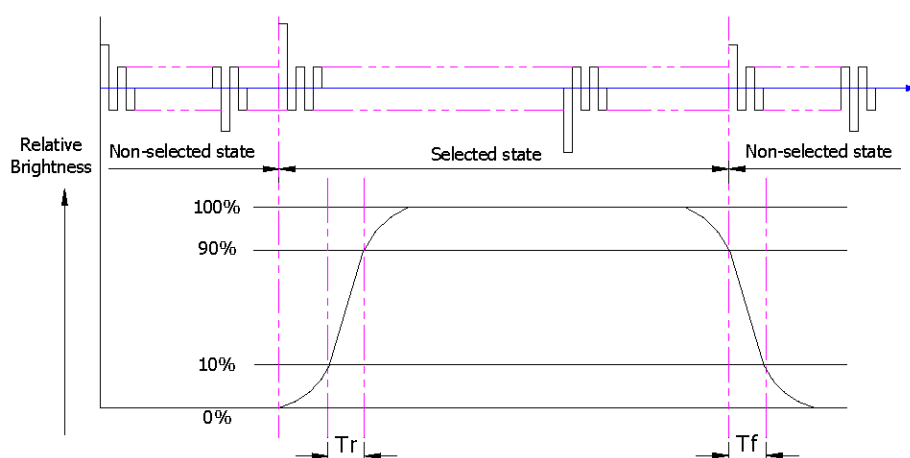 Relative
Brightness
Non-selected state
Selected state
Non-selected state
100%
90%
10%
0%
Tr
Tf